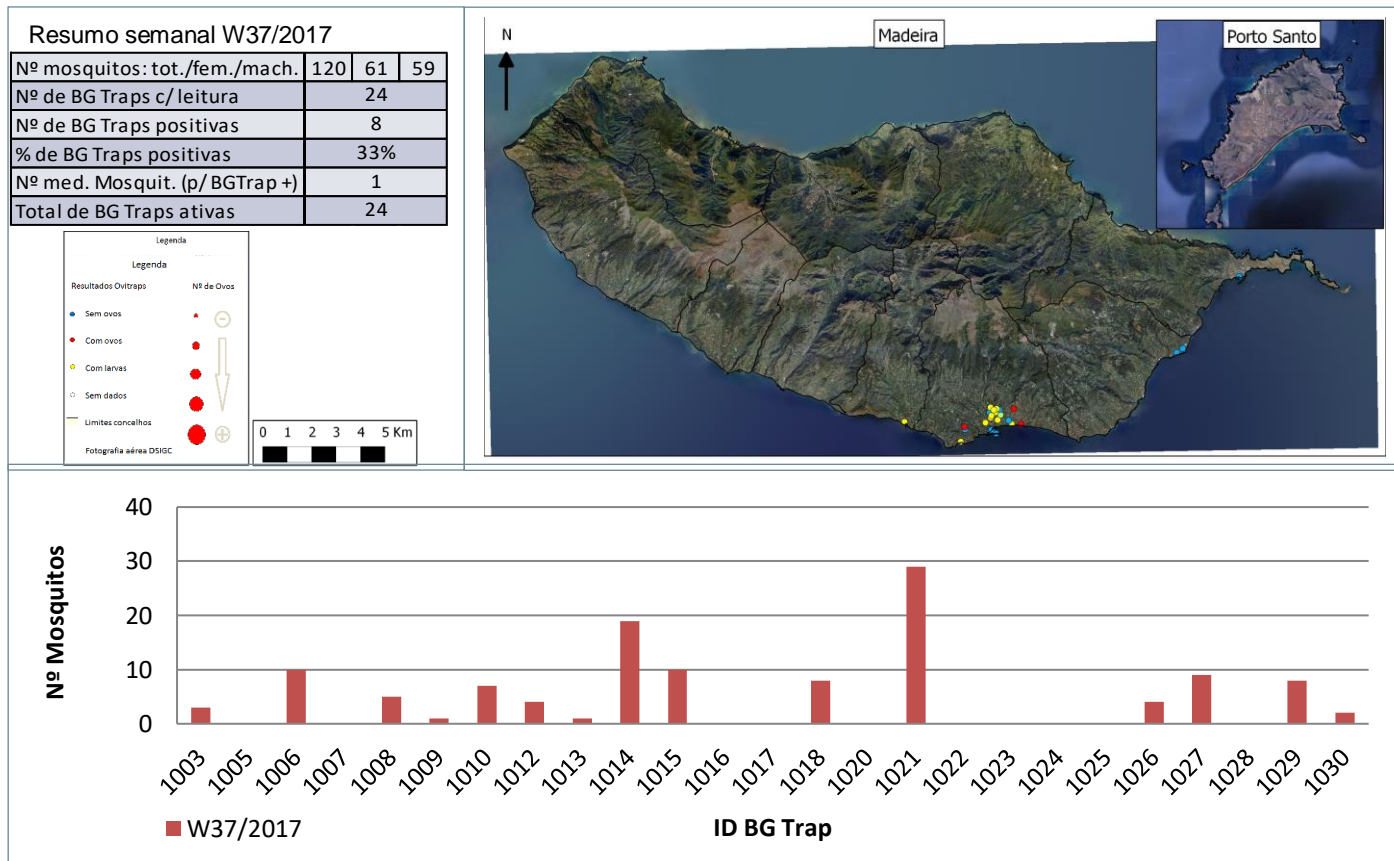 Resumo semanal W37/2017
Nº mosquitos: tot./fem./mach. 120 61 59
Nº de BG Traps c/ leitura 24
Nº de BG Traps positivas 8
% de BG Traps positivas 33%
Nº med. Mosquit. (p/ BGTrap +) 1
Total de BG Traps ativas 24
Legenda
Legenda
Resultados Ovitraps Nº de Ovos
Sem ovos
Com ovos
Com larvas
Sem dados
Limites concelhos
Fotografia aérea DSIGC
0 1 2 3 4 5 Km
N
Madeira
Porto Santo
Nº Mosquitos
40
30
20
10
0
1003 1005 1006 1007 1008 1009 1010 1012 1013 1014 1015 1016 1017 1018 1020 1021 1022 1023 1024 1025 1026 1027 1028 1029 1030
W37/2017
ID BG Trap